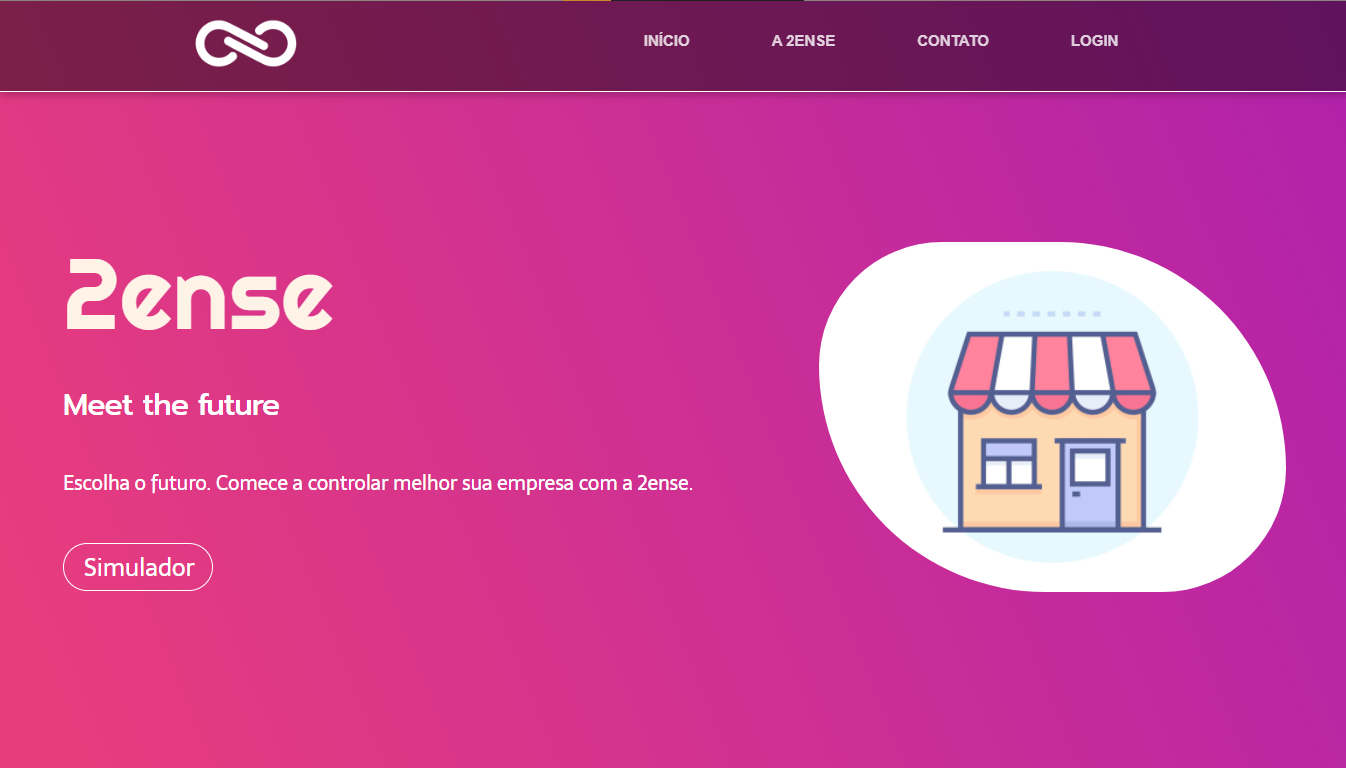 INÍCIO
A 2ENSE
CONTATO
LOGIN
2ense
Meet the future
Escolha o futuro. Comece a controlar melhor sua empresa com a 2ense.
Simulador